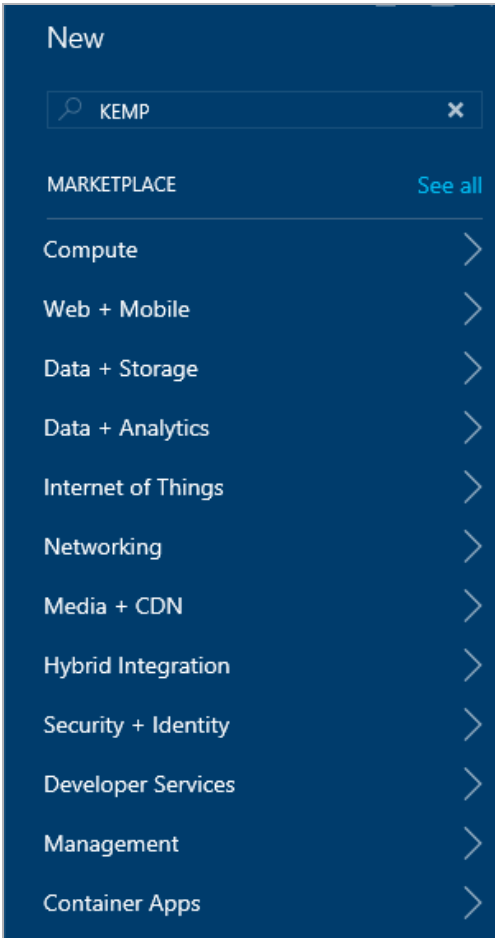 New
KEMP
MARKETPLACE See all
Compute
Web + Mobile
Data + Storage
Data + Analytics
Internet of Things
Networking
Media + CDN
Hybrid Integration
Security + Identity
Developer Services
Management
Container Apps